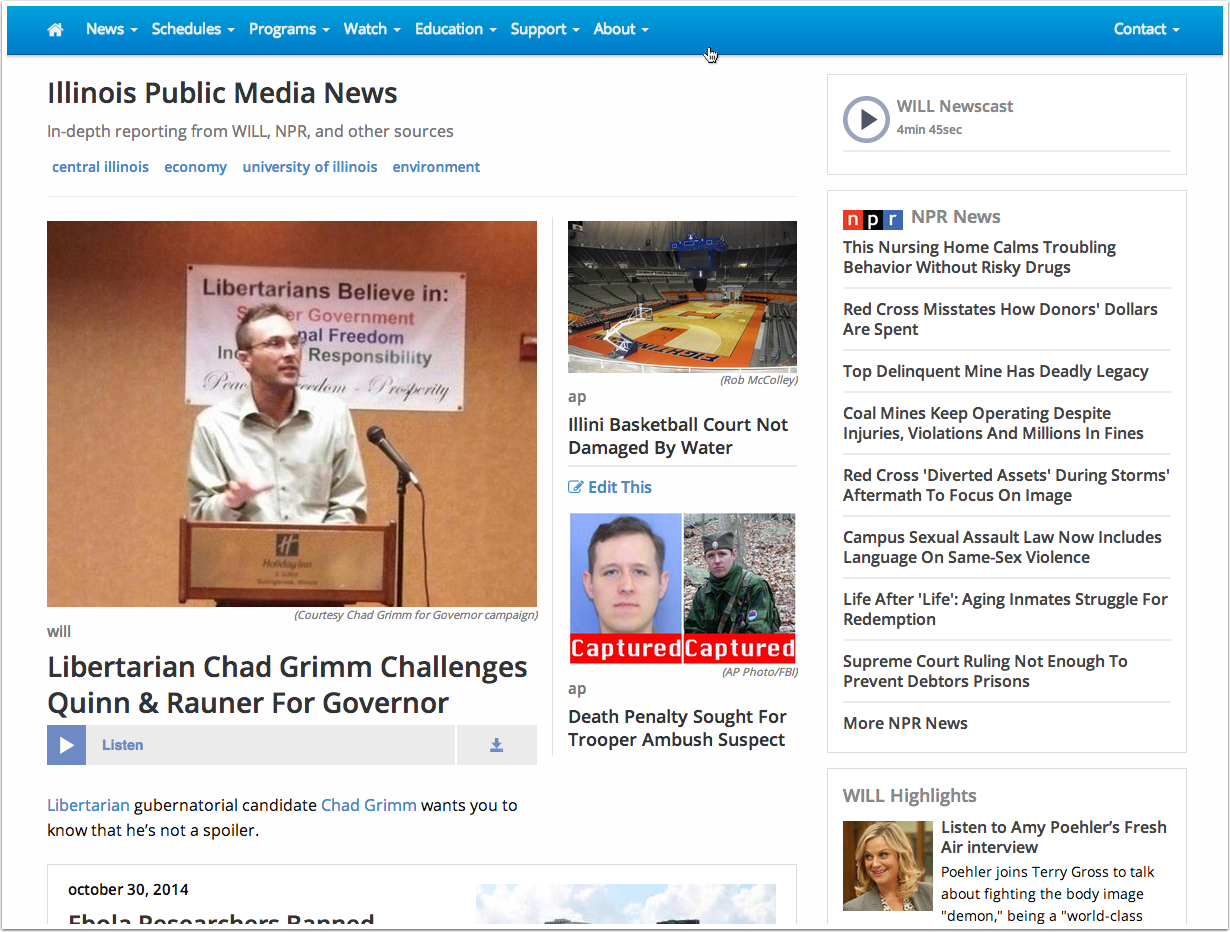 News Schedules Programs Watch Education Support About Contact
Illinois Public Media News
In-depth reporting from WILL, NPR, and other sources
central illinois economy university of illinois environment
Libertarians Believe in:
Government
nal Freedom
Responsibility
Prosperity
Holiday Inn
(Courtesy Chad Grimm for Governor campaign)
will
Libertarian Chad Grimm Challenges
Quinn & Rauner For Governor
Listen
Libertarian gubernatorial candidate Chad Grimm wants you to
know that he's not a spoiler.
FIGHTING
(Rob McColley)
ap
Illini Basketball Court Not
Damaged By Water
Edit This
Captured Captured
(AP Photo/FBI)
ap
Death Penalty Sought For
Trooper Ambush Suspect
october 30, 2014
Ebola Researchers Banned
WILL Newscast
4min 45sec
npr NPR News
This Nursing Home Calms Troubling
Behavior Without Risky Drugs
Red Cross Misstates How Donors' Dollars
Are Spent
Top Delinquent Mine Has Deadly Legacy
Coal Mines Keep Operating Despite
Injuries, Violations And Millions In Fines
Red Cross 'Diverted Assets' During Storms'
Aftermath To Focus On Image
Campus Sexual Assault Law Now Includes
Language On Same-Sex Violence
Life After 'Life': Aging Inmates Struggle For
Redemption
Supreme Court Ruling Not Enough To
Prevent Debtors Prisons
More NPR News
WILL Highlights
Listen to Amy Poehler's Fresh
Air interview
Poehler joins Terry Gross to talk
about fighting the body image
"demon," being a "world-class